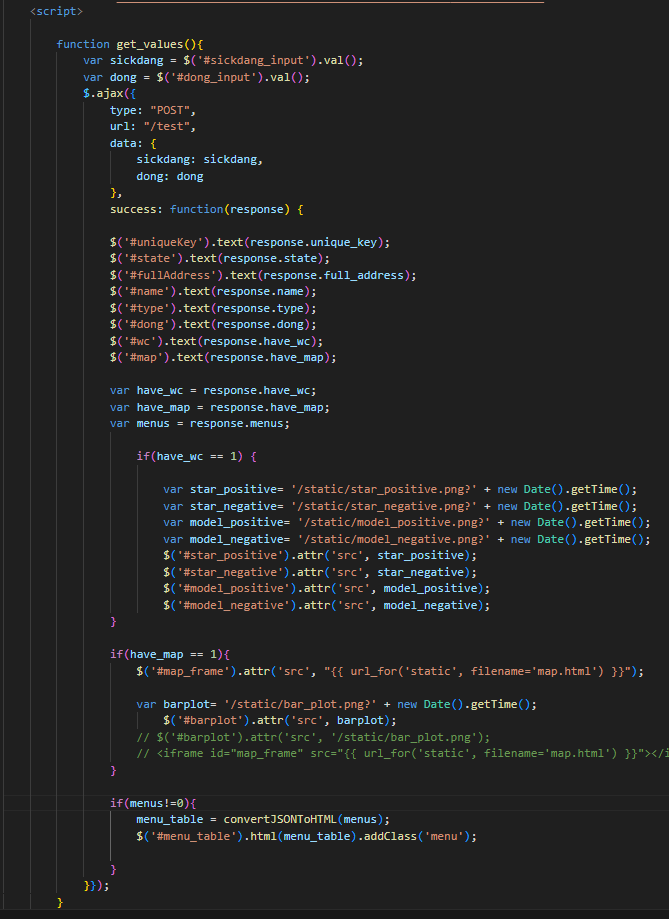 <script>
function get_values(){
var sickdang = $('#sickdang_input').val();
var dong = $('#dong_input').val();
$.ajax({
type: "POST",
url: "/test",
data: {
sickdang: sickdang,
dong: dong
},
success: function(response) {
$('#uniqueKey').text(response.unique_key);
$('#state').text(response.state);
$('#fullAddress').text(response.full_address);
$('#name').text(response.name);
$('#type').text(response.type);
$('#dong').text(response.dong);
$('#wc').text(response.have_wc);
$('#map').text(response.have_map);
var have_wc = response.have_wc;
var have_map = response.have_map;
var menus = response.menus;
if(have_wc == 1) {
var star_positive= '/static/star_positive.png?' + new Date().getTime();
var star_negative= '/static/star_negative.png?' + new Date().getTime();
var model_positive= '/static/model_positive.png?' + new Date().getTime();
var model_negative= '/static/model_negative.png?' + new Date().getTime();
$('#star_positive').attr('src', star_positive);
$('#star_negative').attr('src', star_negative);
$('#model_positive').attr('src', model_positive);
$('#model_negative').attr('src', model_negative);
}
if(have_map == 1){
$('#map_frame').attr('src', "{{ url_for('static', filename='map.html') }}");
var barplot= '/static/bar_plot.png?' + new Date().getTime();
$('#barplot').attr('src', barplot);
// $('#barplot').attr('src', '/static/bar_plot.png');
// <iframe id="map_frame" src="{{ url_for('static', filename='map.html') }}"></i
}
if(menus!=0){
menu_table = convertJSONToHTML(menus);
$('#menu_table').html(menu_table).addClass('menu');
}
}});
}